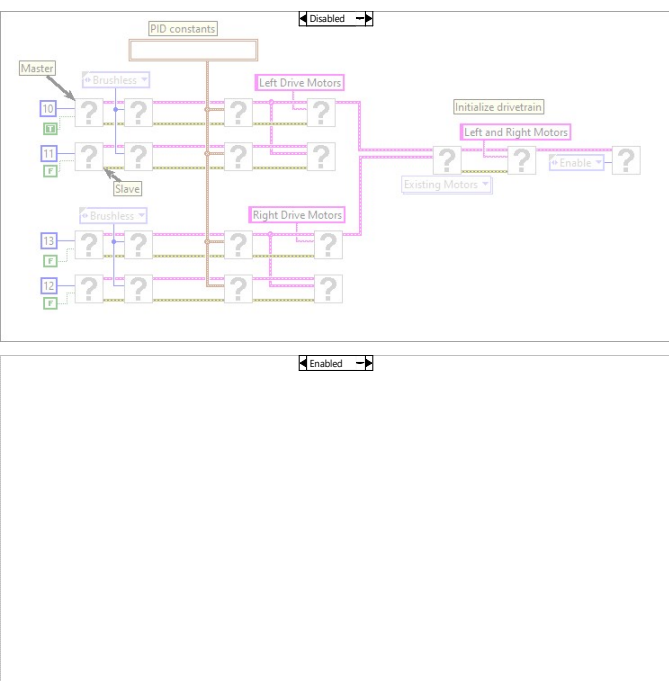 Disabled
PID constants
Master
Brushless
Left Drive Motors
10
?
?
?
?
Initialize drivetrain
T
Left and Right Motors
11
?
?
?
?
?
?
Enable
?
F
Existing Motors
Slave
Brushless
Right Drive Motors
13
?
?
?
?
F
12
?
?
?
?
F
Enabled